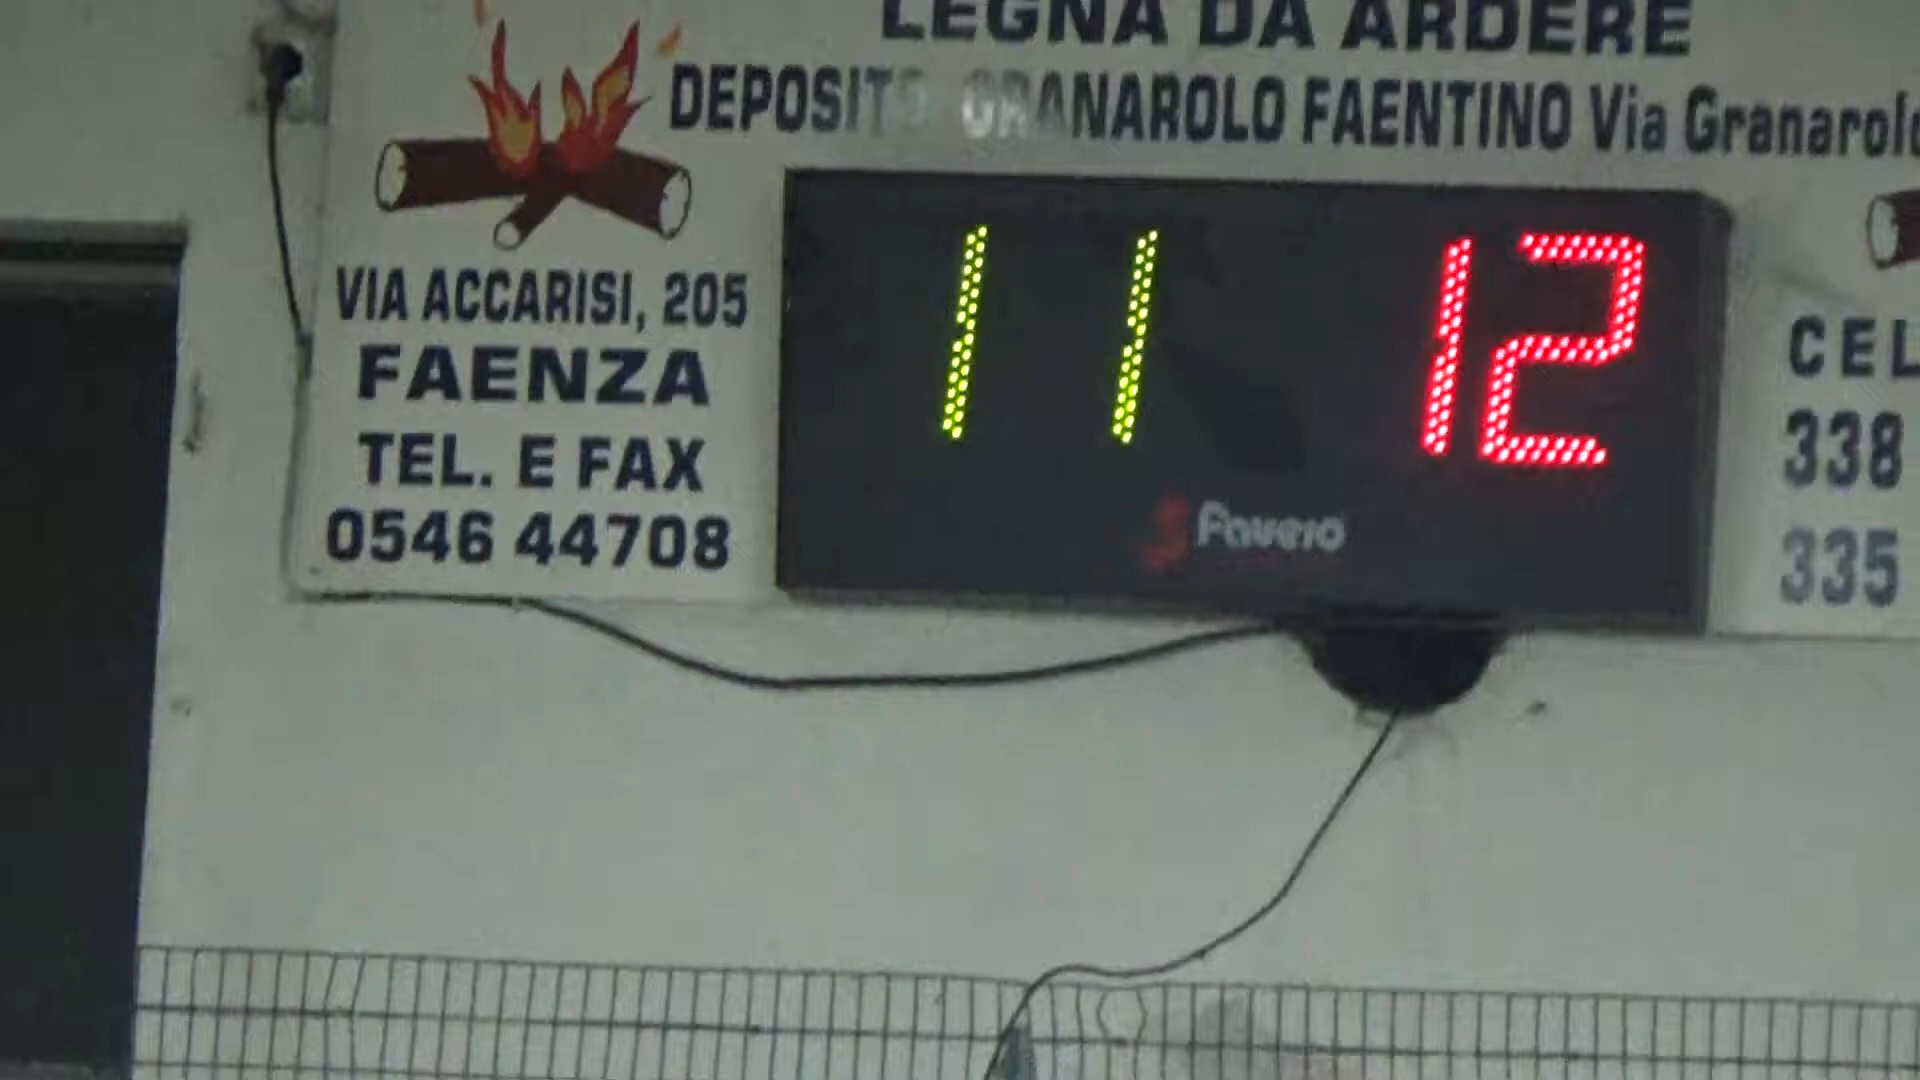 LEGNA DA ARDERE
DEPOSITO GRANAROLO FAENTINO Via Granarolo
VIA ACCARISI, 205
FAENZA
TEL. E FAX
0546 44708
11 12
Favero
CEL
338
335